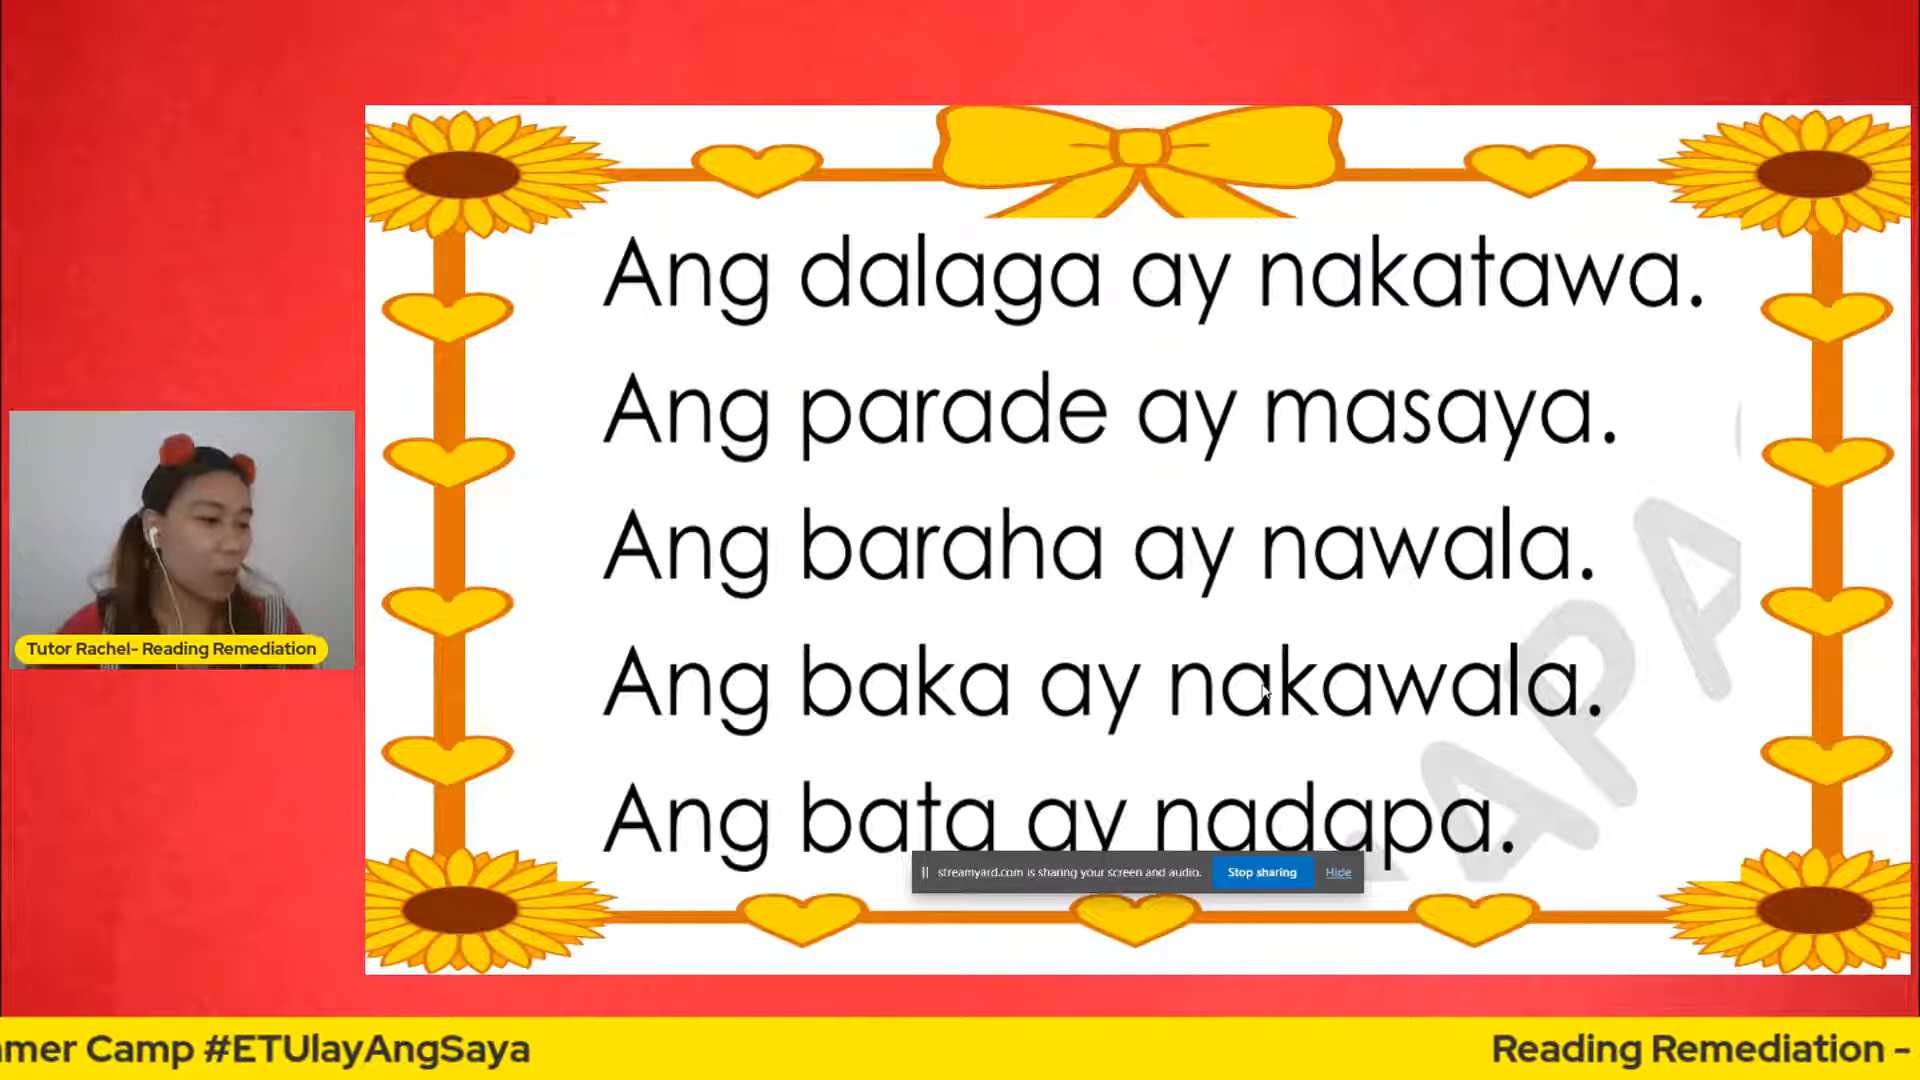 Ang dalaga ay nakatawa.
Ang parade ay masaya.
Ang baraha ay nawala.
Ang baka ay nakawala.
Ang bata ay nadapa.
Tutor Rachel- Reading Remediation
streamyard.com is sharing your screen and audio. Stop sharing Hide
Camp #ETUlayAngSaya Reading Remediation -